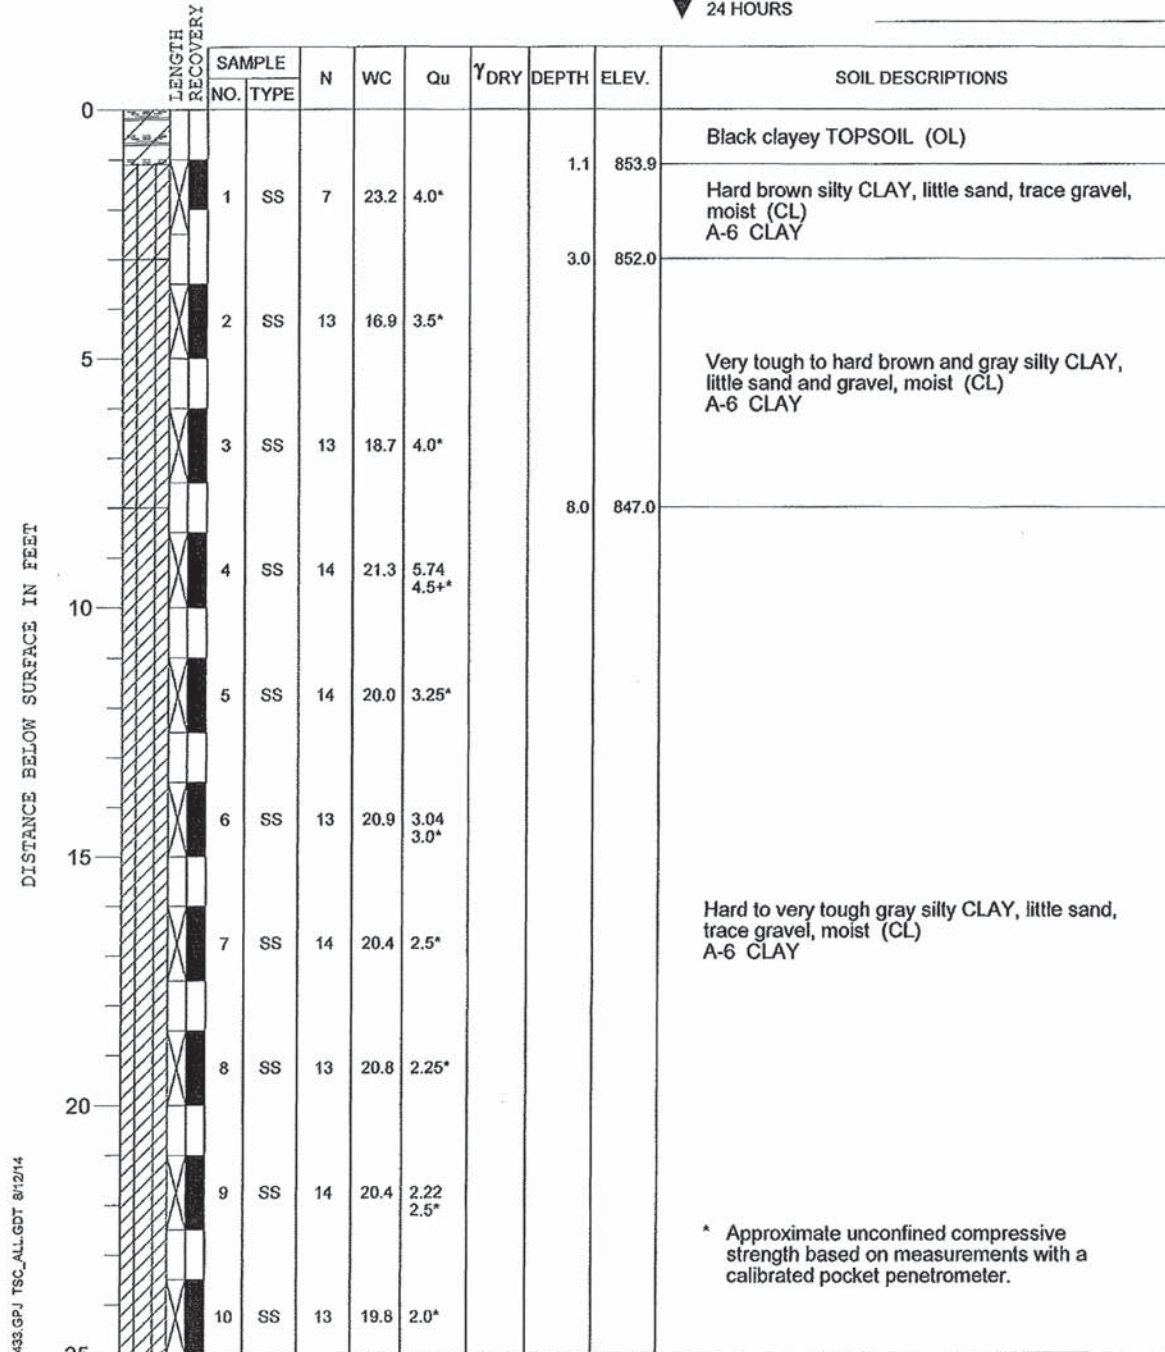 ▼ 24 HOURS
LENGTH
RECOVERY
SAMPLE
NO. TYPE N WC Qu γDRY DEPTH ELEV. SOIL DESCRIPTIONS
0
Black clayey TOPSOIL (OL)
1.1 853.9
1 SS 7 23.2 4.0*
Hard brown silty CLAY, little sand, trace gravel,
moist (CL)
A-6 CLAY
3.0 852.0
2 SS 13 16.9 3.5*
5
Very tough to hard brown and gray silty CLAY,
little sand and gravel, moist (CL)
A-6 CLAY
3 SS 13 18.7 4.0*
8.0 847.0
4 SS 14 21.3 5.74
4.5+*
10
5 SS 14 20.0 3.25*
6 SS 13 20.9 3.04
3.0*
15
Hard to very tough gray silty CLAY, little sand,
trace gravel, moist (CL)
A-6 CLAY
7 SS 14 20.4 2.5*
8 SS 13 20.8 2.25*
20
9 SS 14 20.4 2.22
2.5*
* Approximate unconfined compressive
strength based on measurements with a
calibrated pocket penetrometer.
10 SS 13 19.8 2.0*
25
DISTANCE BELOW SURFACE IN FEET
433.GPJ TSC_ALL.GDT 8/12/14